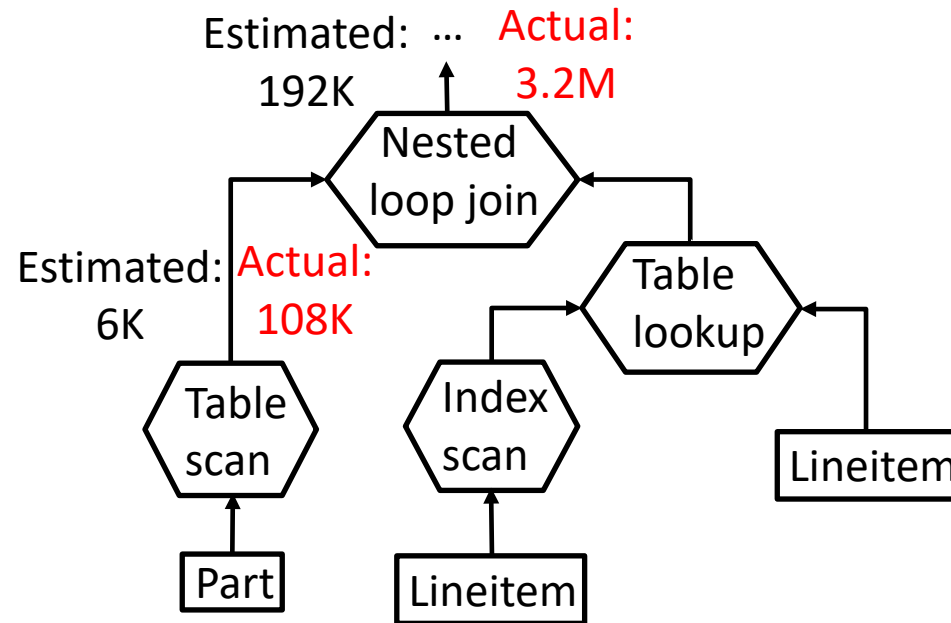 Estimated: ... Actual:
192K 3.2M
Nested
loop join
Estimated: Actual:
6K 108K
Table
lookup
Table
scan
Index
scan
Lineitem
Part
Lineitem